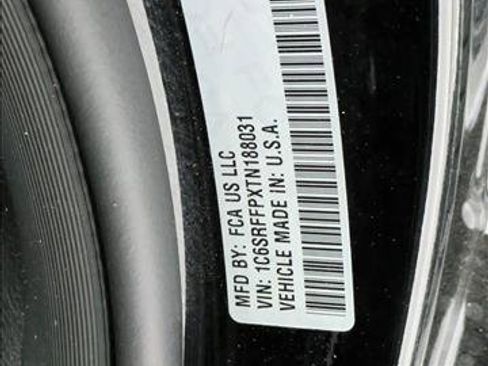 MFD BY: FCA US LLC
VIN: 1C6SRFFPXTN188031
VEHICLE MADE IN: U.S.A.